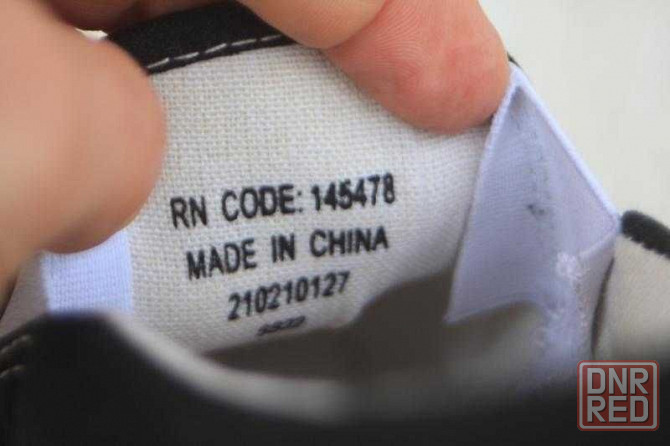 RN CODE: 145478
MADE IN CHINA
210210127
DNR
RED